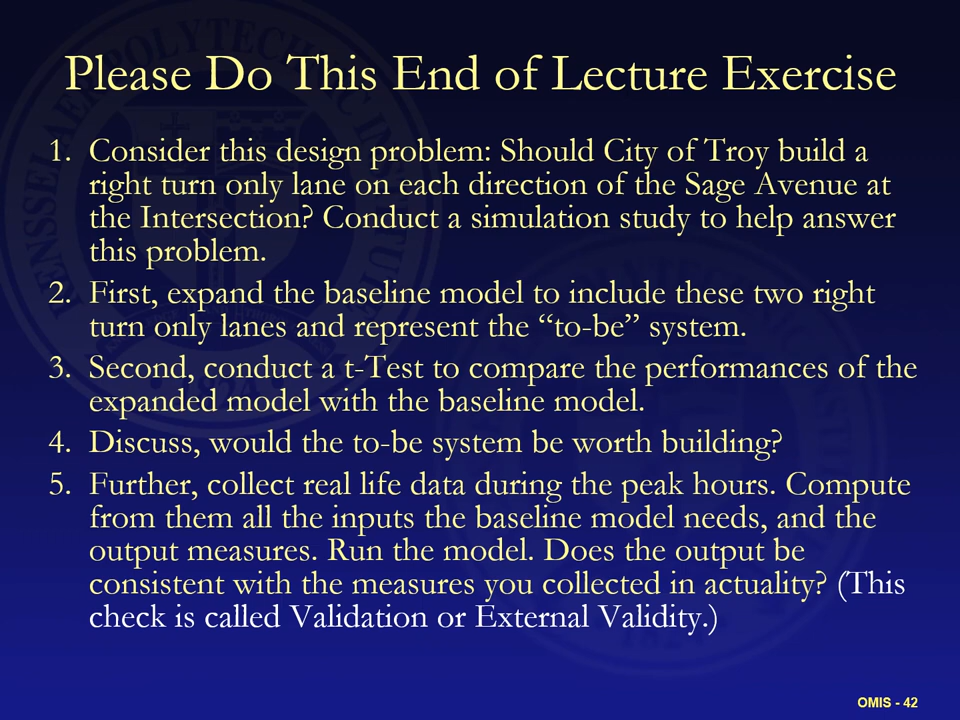 Please Do This End of Lecture Exercise
1. Consider this design problem: Should City of Troy build a
right turn only lane on each direction of the Sage Avenue at
the Intersection? Conduct a simulation study to help answer
this problem.
2. First, expand the baseline model to include these two right
turn only lanes and represent the “to-be” system.
3. Second, conduct a t-Test to compare the performances of the
expanded model with the baseline model.
4. Discuss, would the to-be system be worth building?
5. Further, collect real life data during the peak hours. Compute
from them all the inputs the baseline model needs, and the
output measures. Run the model. Does the output be
consistent with the measures you collected in actuality? (This
check is called Validation or External Validity.)
OMIS - 42